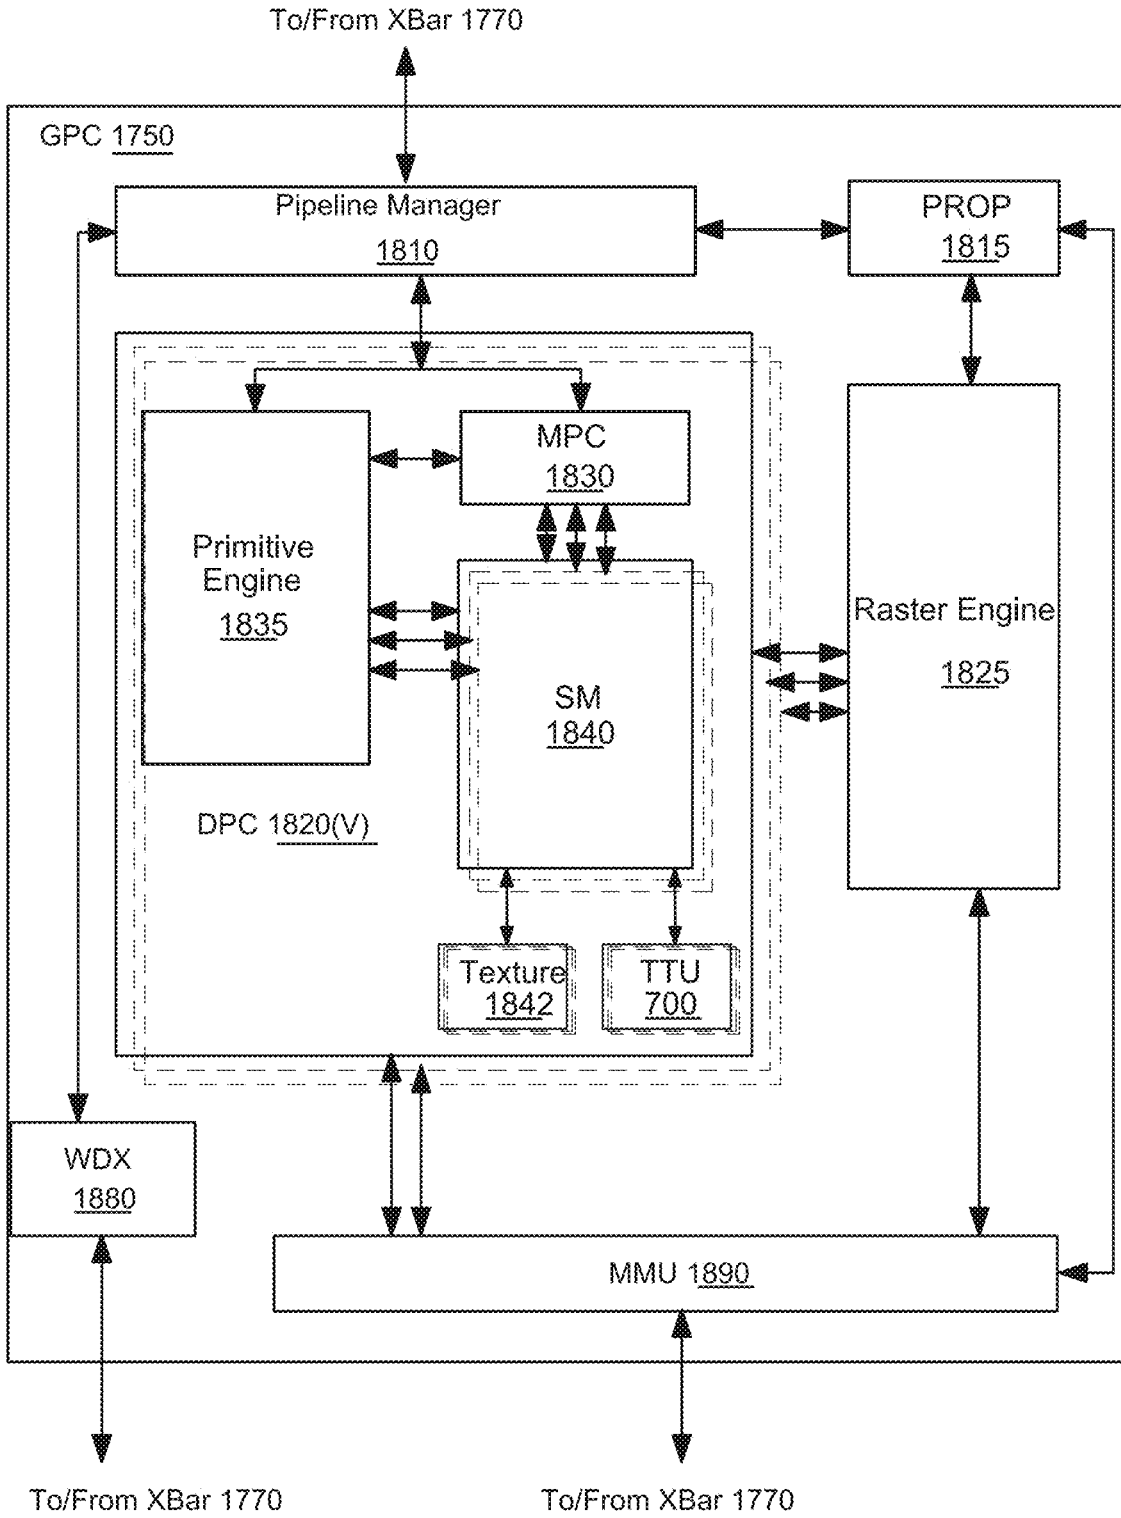 To/From XBar 1770
GPC 1750
Pipeline Manager
1810
PROP
1815
MPC
1830
Primitive
Engine
1835
Raster Engine
1825
SM
1840
DPC 1820(V)
Texture
1842
TTU
700
WDX
1880
MMU 1890
To/From XBar 1770
To/From XBar 1770